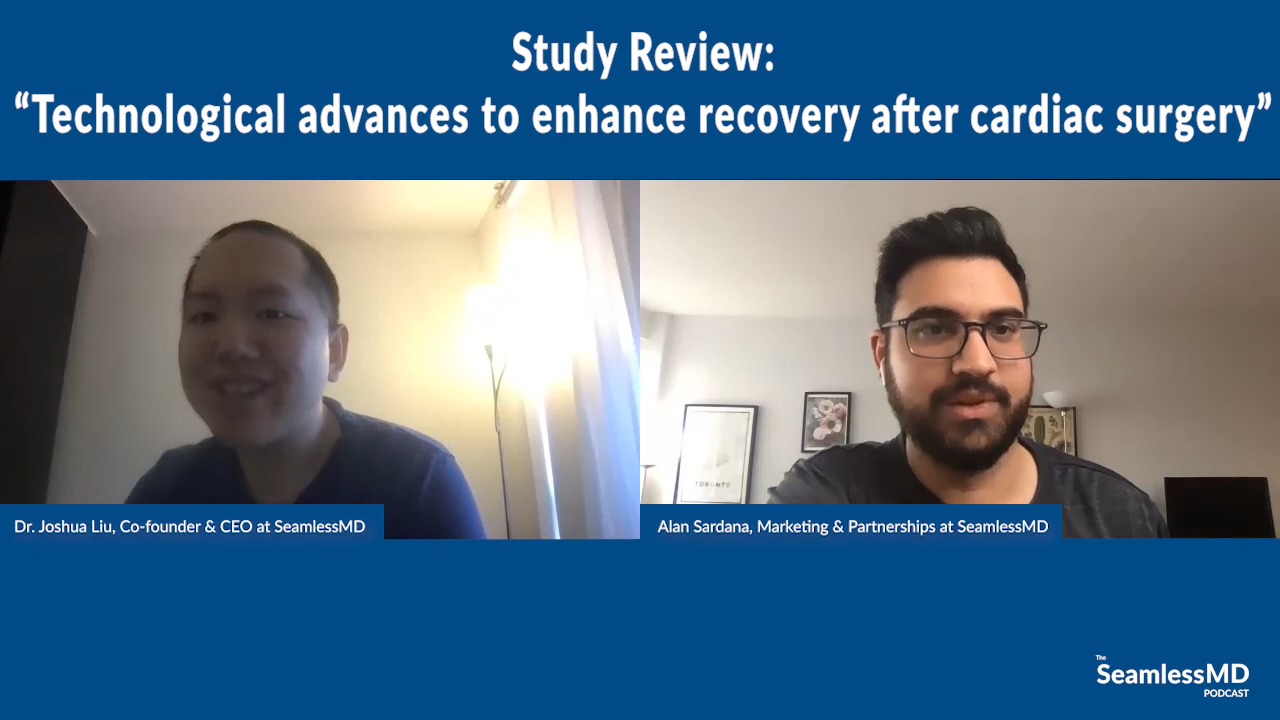 Study Review:
“Technological advances to enhance recovery after cardiac surgery”
TORONTO
Dr. Joshua Liu, Co-founder & CEO at SeamlessMD
Alan Sardana, Marketing & Partnerships at SeamlessMD
The
SeamlessMD
PODCAST